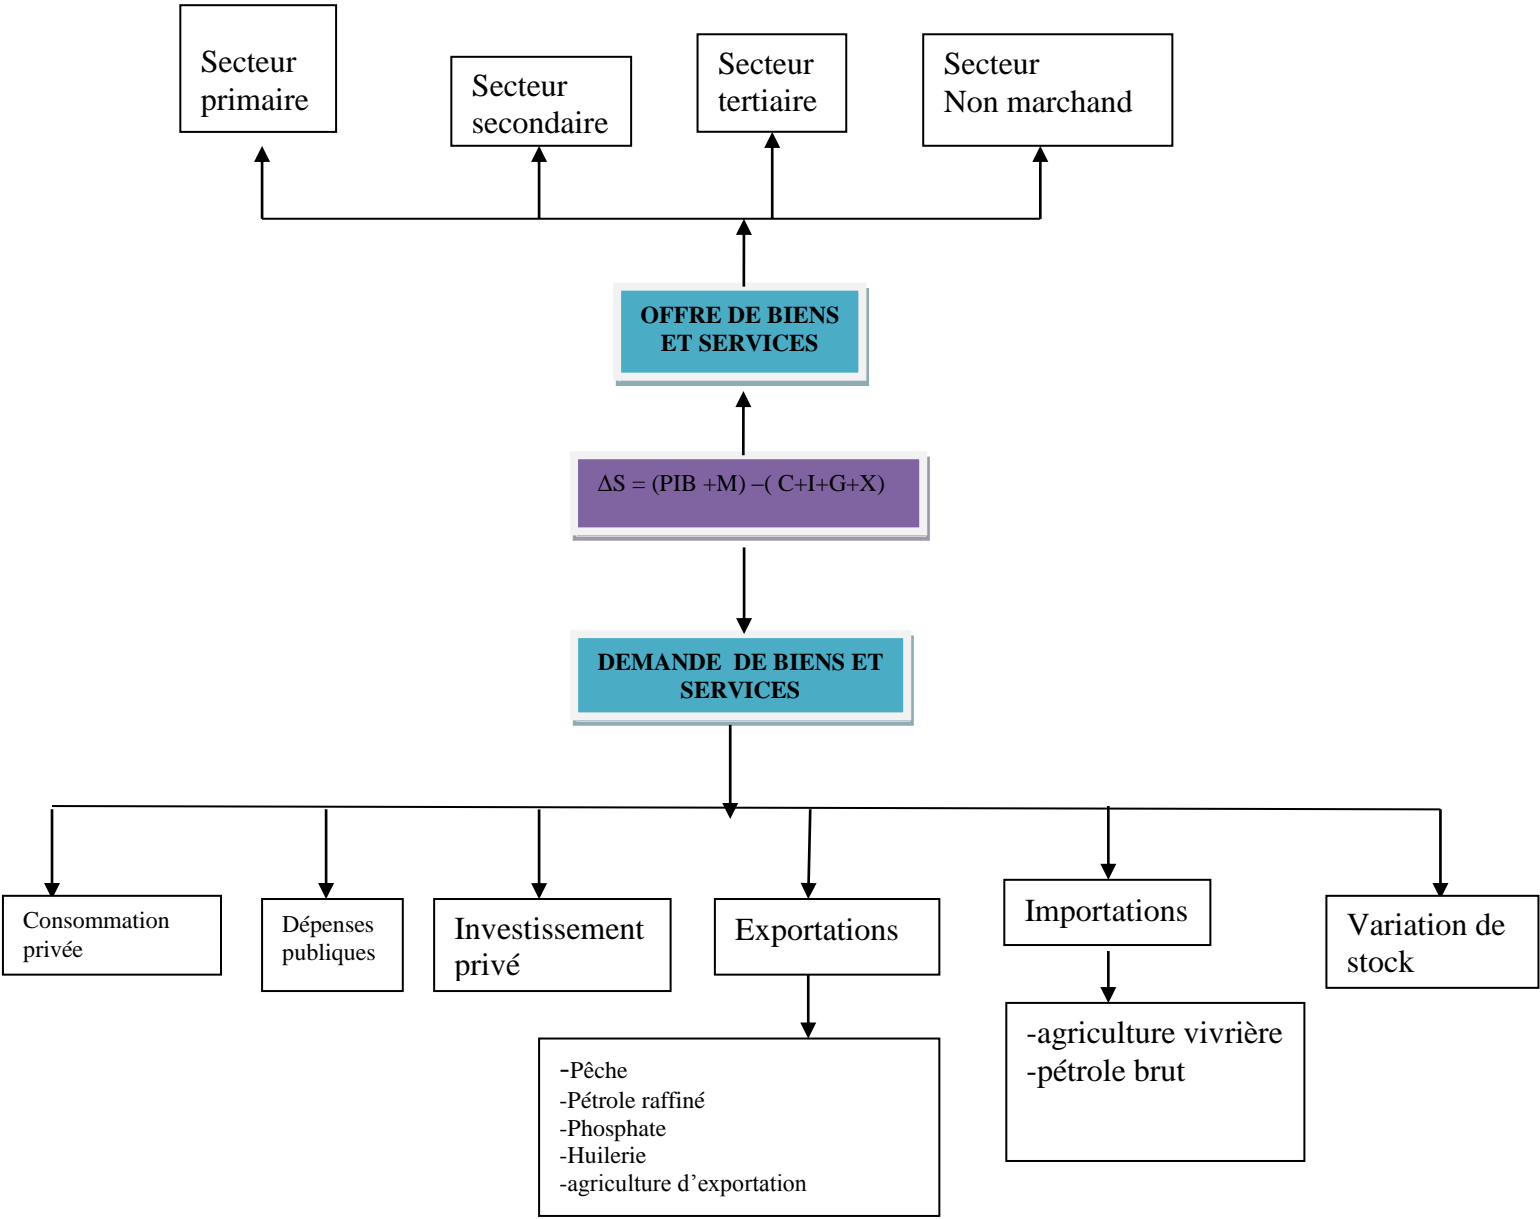 Secteur
primaire
Secteur
secondaire
Secteur
tertiaire
Secteur
Non marchand
OFFRE DE BIENS
ET SERVICES
ΔS = (PIB +M) –( C+I+G+X)
DEMANDE DE BIENS ET
SERVICES
Consommation
privée
Dépenses
publiques
Investissement
privé
Exportations
Importations
Variation de
stock
-Pêche
-Pétrole raffiné
-Phosphate
-Huilerie
-agriculture d’exportation
-agriculture vivrière
-pétrole brut